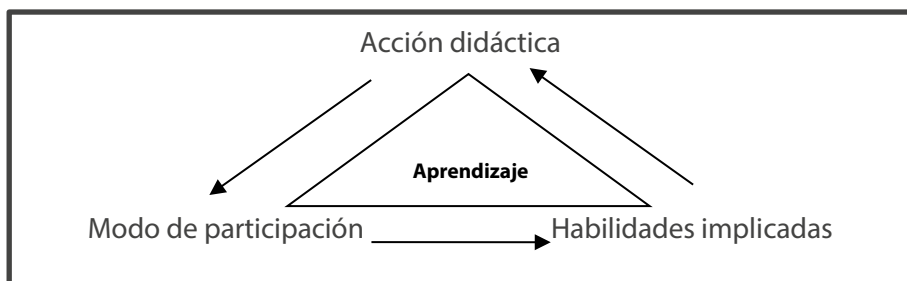 Acción didáctica
Aprendizaje
Modo de participación
Habilidades implicadas